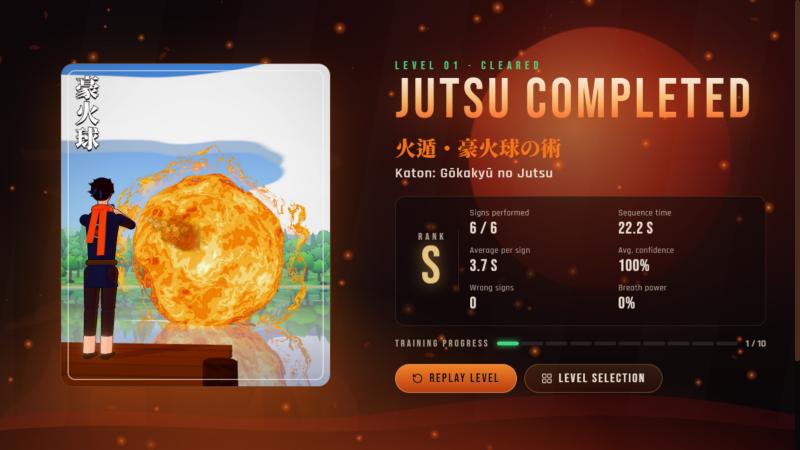 豪火球
LEVEL 01 · CLEARED
JUTSU COMPLETED
火遁・豪火球の術
Katon: Gōkakyū no Jutsu
RANK
S
Signs performed
6 / 6
Sequence time
22.2 S
Average per sign
3.7 S
Avg. confidence
100%
Wrong signs
0
Breath power
0%
TRAINING PROGRESS
1 / 10
REPLAY LEVEL
LEVEL SELECTION